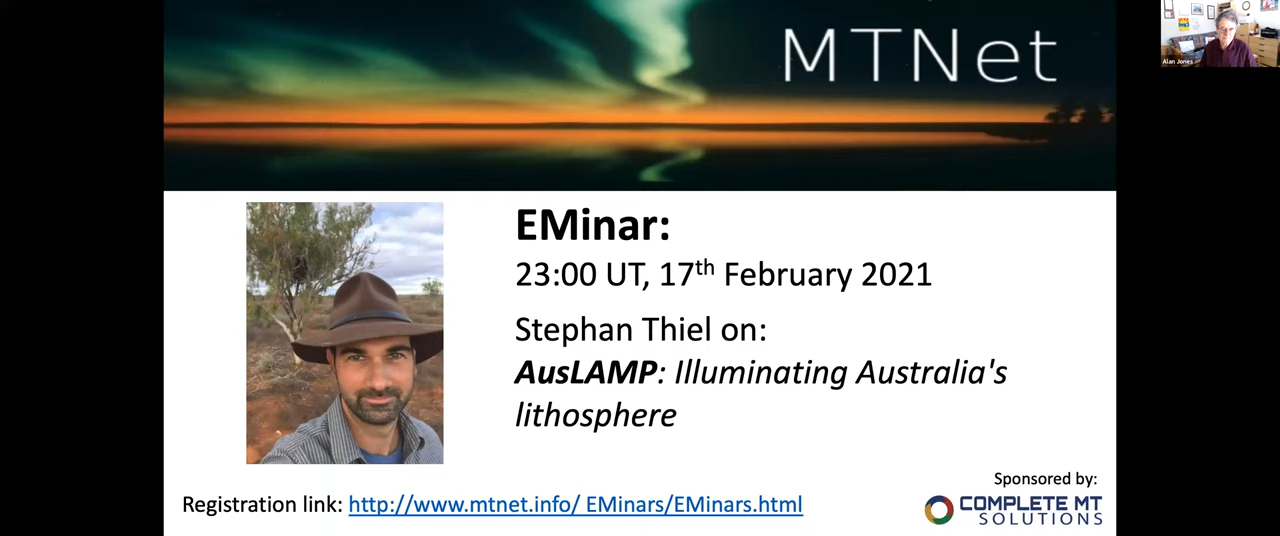 MTNet
Alan Jones
EMinar:
23:00 UT, 17th February 2021
Stephan Thiel on:
AusLAMP: Illuminating Australia's
lithosphere
Sponsored by:
Registration link: http://www.mtnet.info/ EMinars/EMinars.html
COMPLETE MT
SOLUTIONS